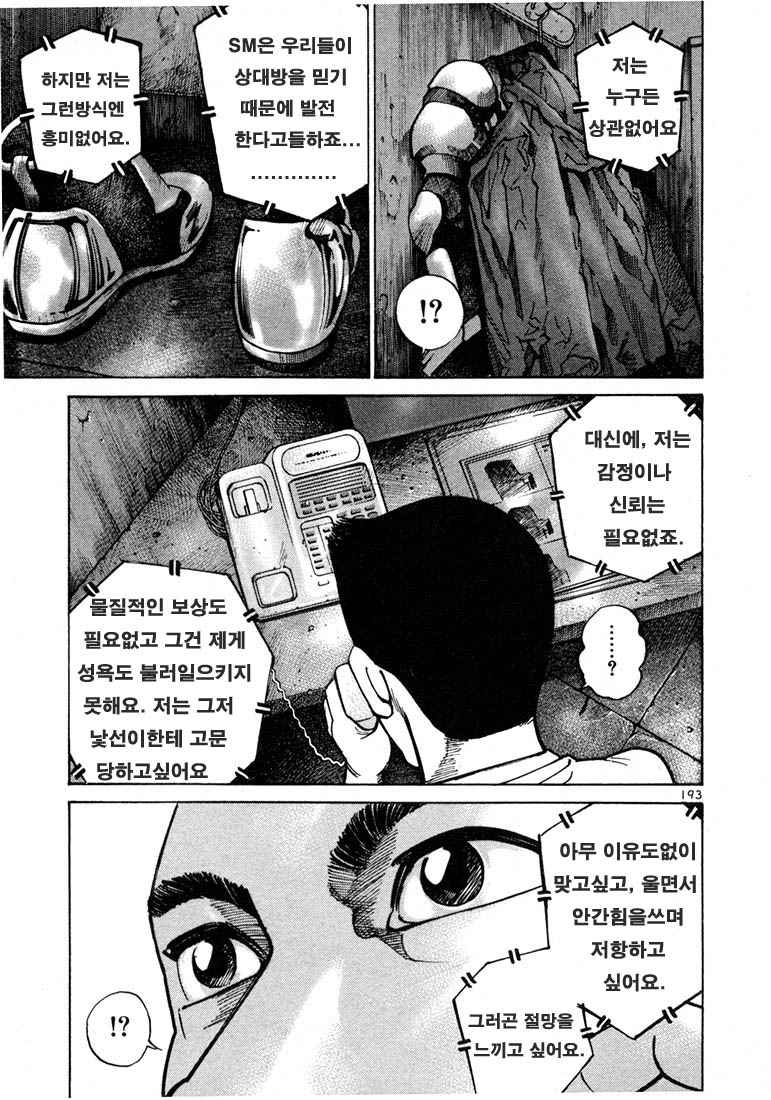 저는
누구든
상관없어요
!?
SM은 우리들이
상대방을 믿기
때문에 발전
한다고들하죠...
.............
하지만 저는
그런방식엔
흥미없어요.
대신에, 저는
감정이나
신뢰는
필요없죠.
......
?
물질적인 보상도
필요없고 그건 제게
성욕도 불러일으키지
못해요. 저는 그저
낯선이한테 고문
당하고싶어요
193
아무 이유도없이
맞고싶고, 울면서
안간힘을쓰며
저항하고
싶어요.
그러곤 절망을
느끼고 싶어요.
!?